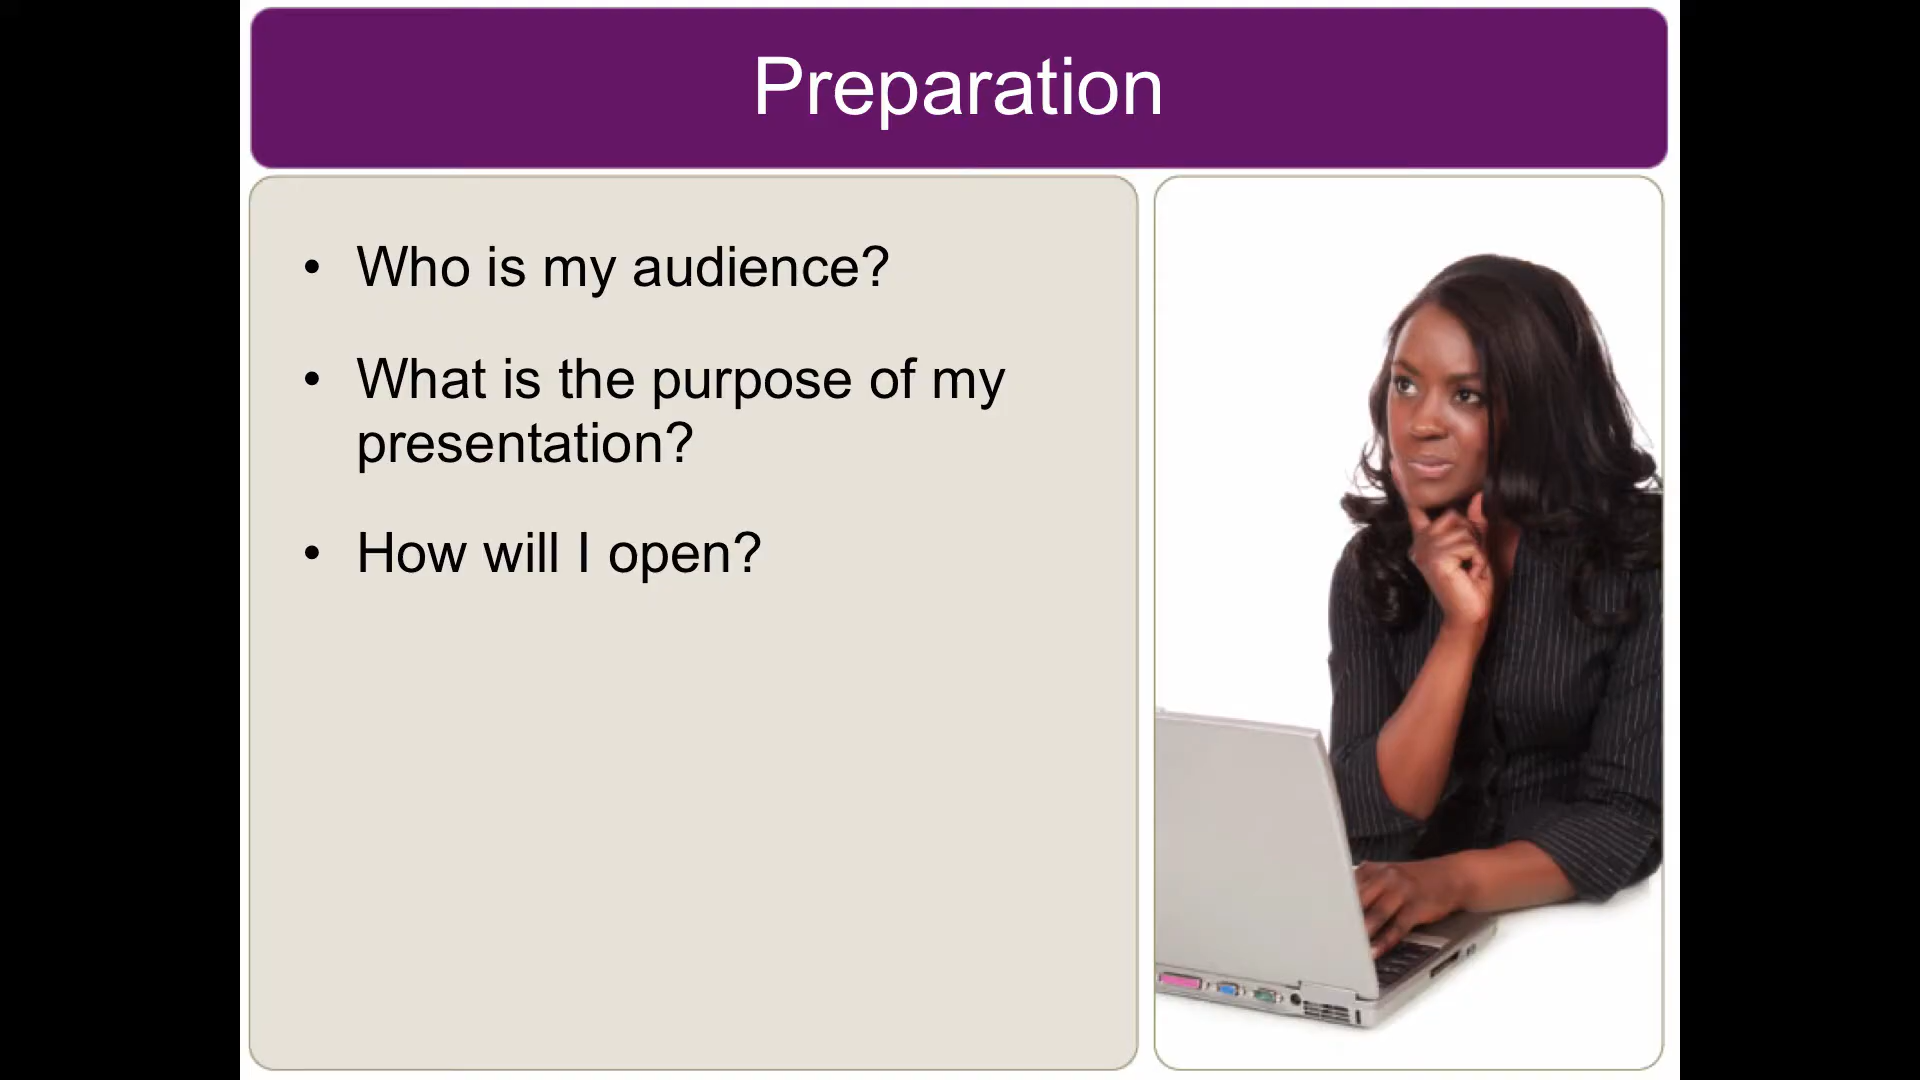 Preparation
• Who is my audience?
• What is the purpose of my
presentation?
• How will I open?